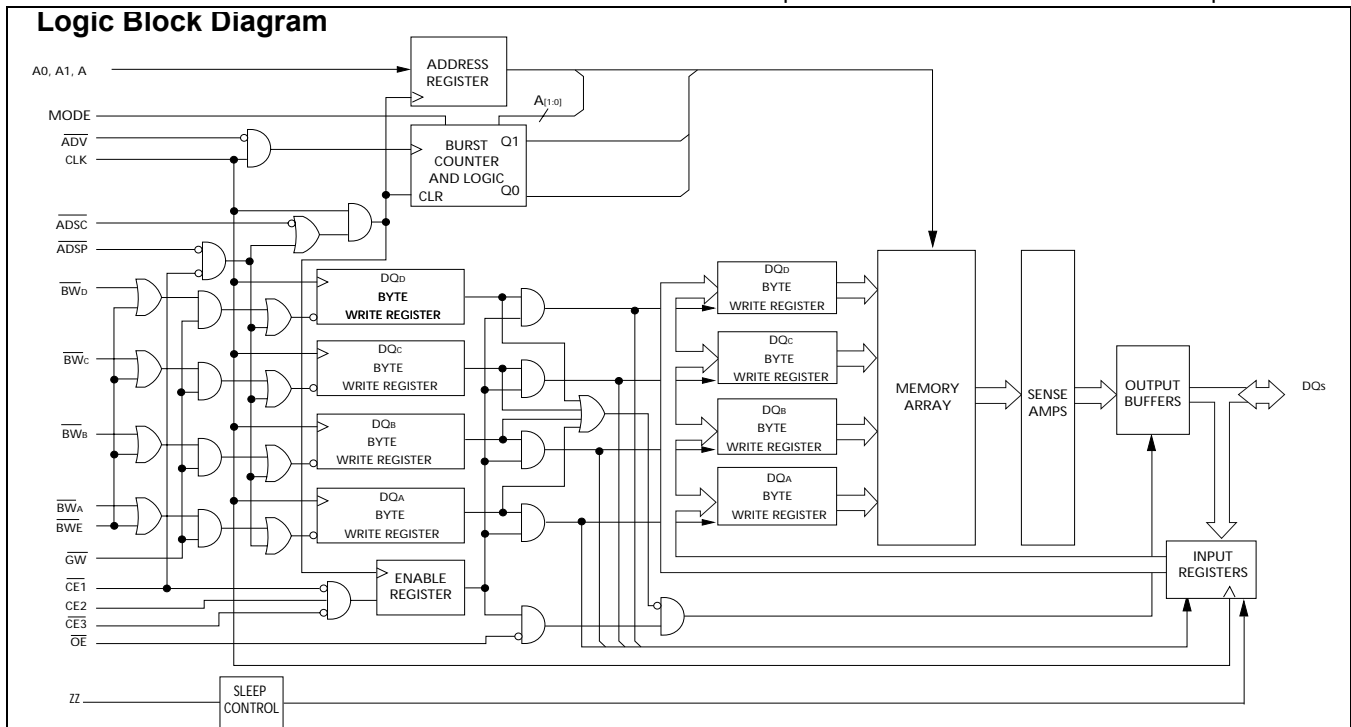 Logic Block Diagram
A0, A1, A
ADDRESS
REGISTER
MODE
A[1:0]
ADV
CLK
BURST
COUNTER
AND LOGIC
CLR
Q1
Q0
ADSC
ADSP
BWD
DQD
BYTE
WRITE REGISTER
DQD
BYTE
WRITE REGISTER
BWC
DQC
BYTE
WRITE REGISTER
DQC
BYTE
WRITE REGISTER
MEMORY
ARRAY
SENSE
AMPS
OUTPUT
BUFFERS
DQs
BWB
DQB
BYTE
WRITE REGISTER
DQB
BYTE
WRITE REGISTER
BWA
BWE
DQA
BYTE
WRITE REGISTER
DQA
BYTE
WRITE REGISTER
GW
CE1
CE2
CE3
OE
ENABLE
REGISTER
INPUT
REGISTERS
ZZ
SLEEP
CONTROL